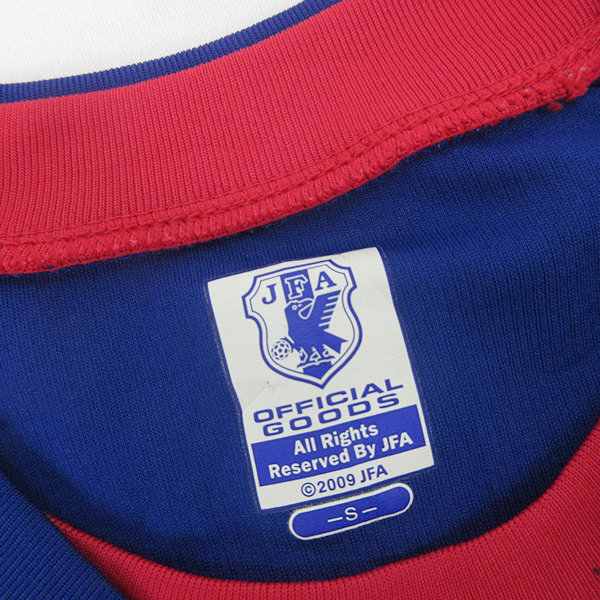 JFA
OFFICIAL
GOODS
All Rights
Reserved By JFA
©2009 JFA
–S–